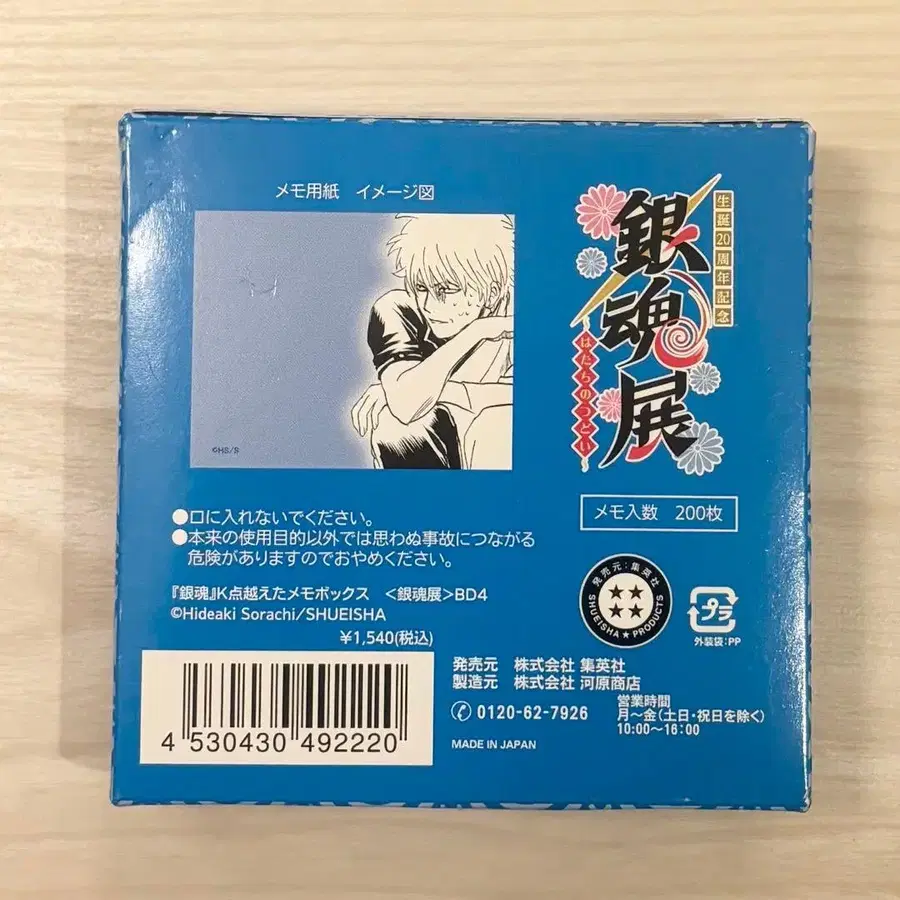 メモ用紙　イメージ図
©HS/S
生誕20周年記念
銀魂展
～はたちのつどい～
メモ入数　200枚
●口に入れないでください。
●本来の使用目的以外では思わぬ事故につながる
危険がありますのでおやめください。
『銀魂』K点越えたメモボックス　<銀魂展>BD4
©Hideaki Sorachi/SHUEISHA
¥1,540(税込)
発売元：集英社
SHUEISHA★PRODUCTS
プラ
外装袋：PP
4 530430 492220
発売元　株式会社 集英社
製造元　株式会社 河原商店
0120-62-7926
営業時間
月〜金(土日・祝日を除く)
10:00〜16:00
MADE IN JAPAN